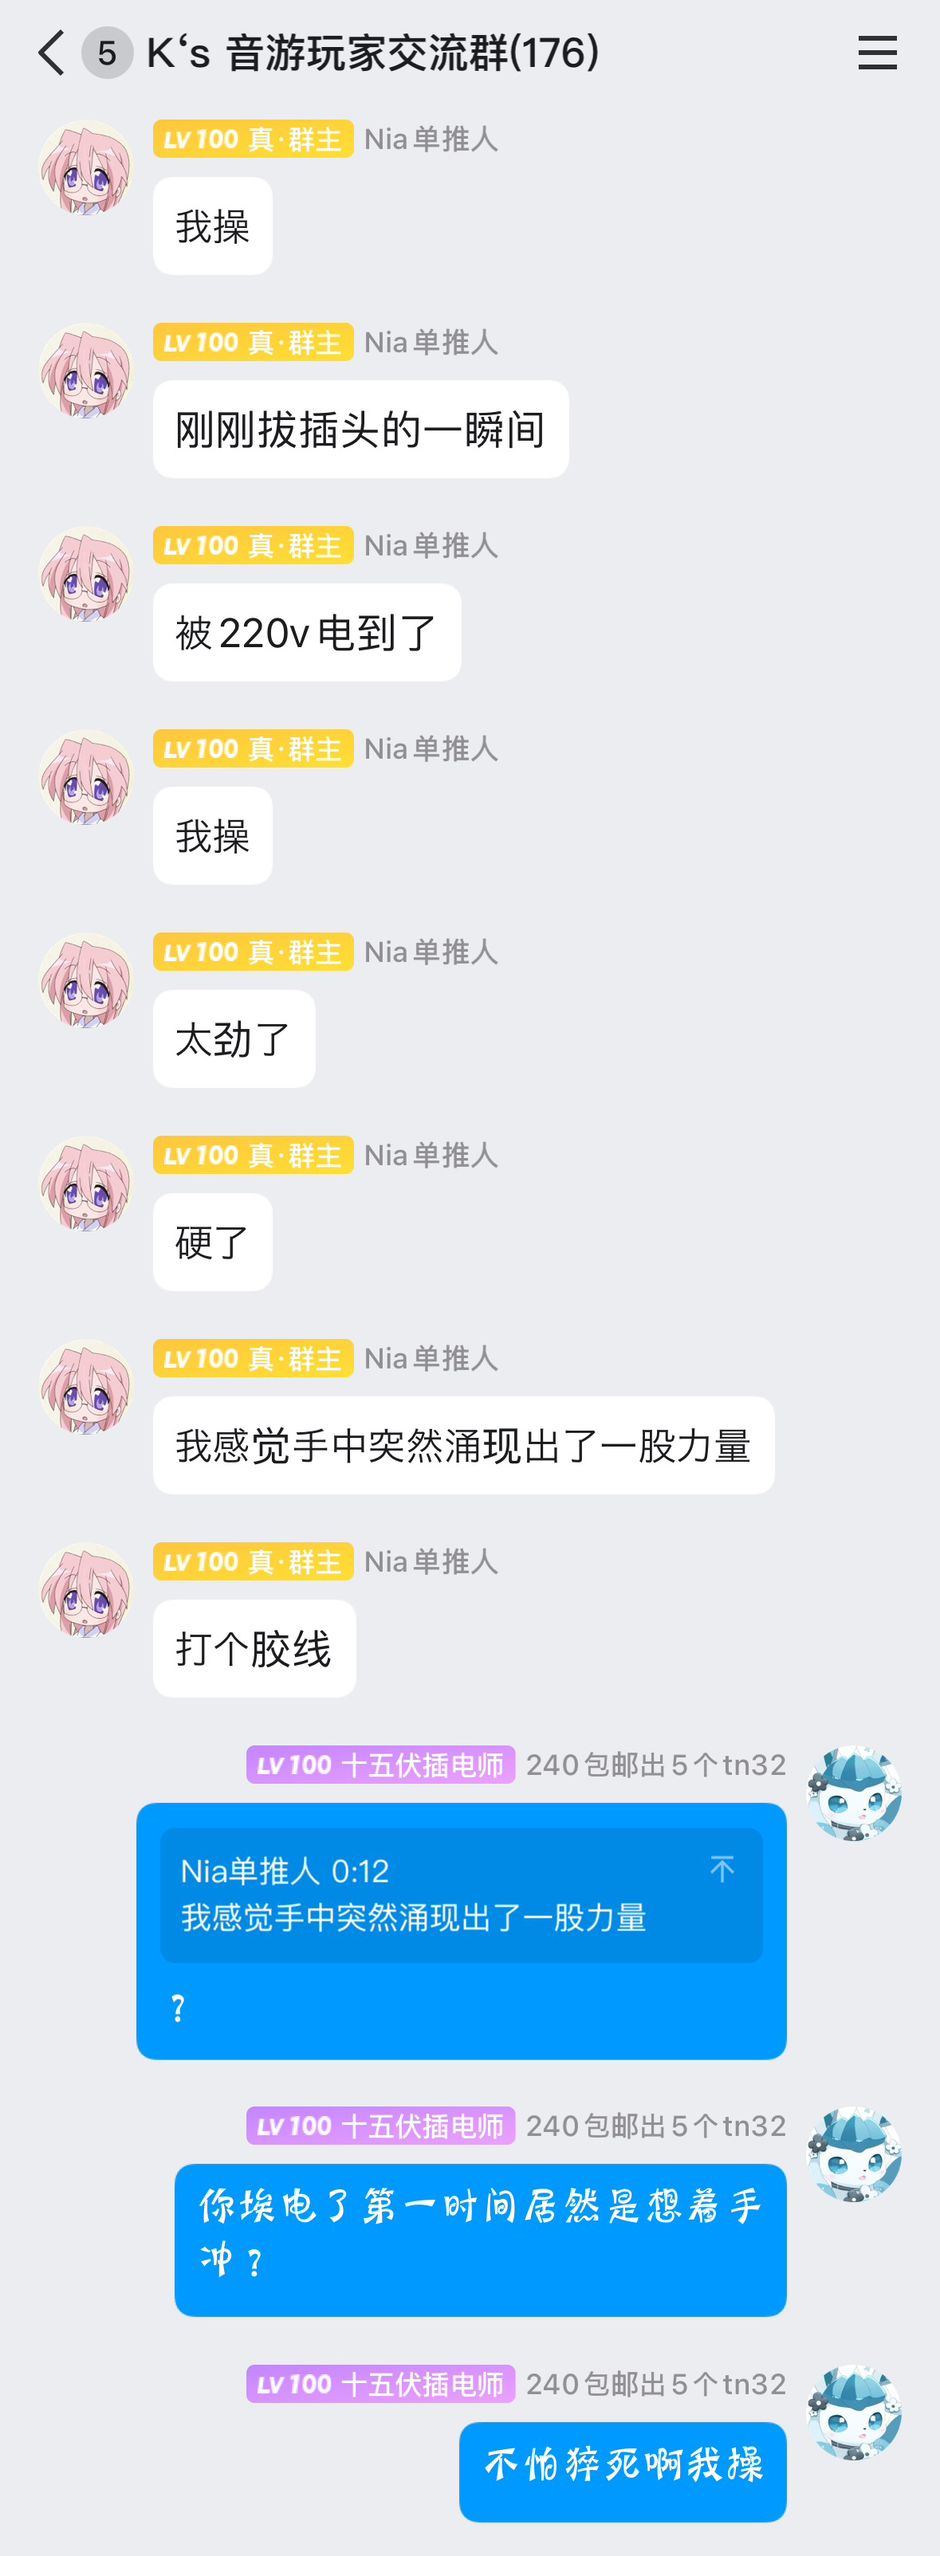 5 K‘s 音游玩家交流群(176)
LV 100 真·群主 Nia单推人
我操
LV 100 真·群主 Nia单推人
刚刚拔插头的一瞬间
LV 100 真·群主 Nia单推人
被220v电到了
LV 100 真·群主 Nia单推人
我操
LV 100 真·群主 Nia单推人
太劲了
LV 100 真·群主 Nia单推人
硬了
LV 100 真·群主 Nia单推人
我感觉手中突然涌现出了一股力量
LV 100 真·群主 Nia单推人
打个胶线
LV 100 十五伏插电师 240包邮出5个tn32
Nia单推人 0:12
我感觉手中突然涌现出了一股力量
?
LV 100 十五伏插电师 240包邮出5个tn32
你埃电了第一时间居然是想着手
冲?
LV 100 十五伏插电师 240包邮出5个tn32
不怕猝死啊我操